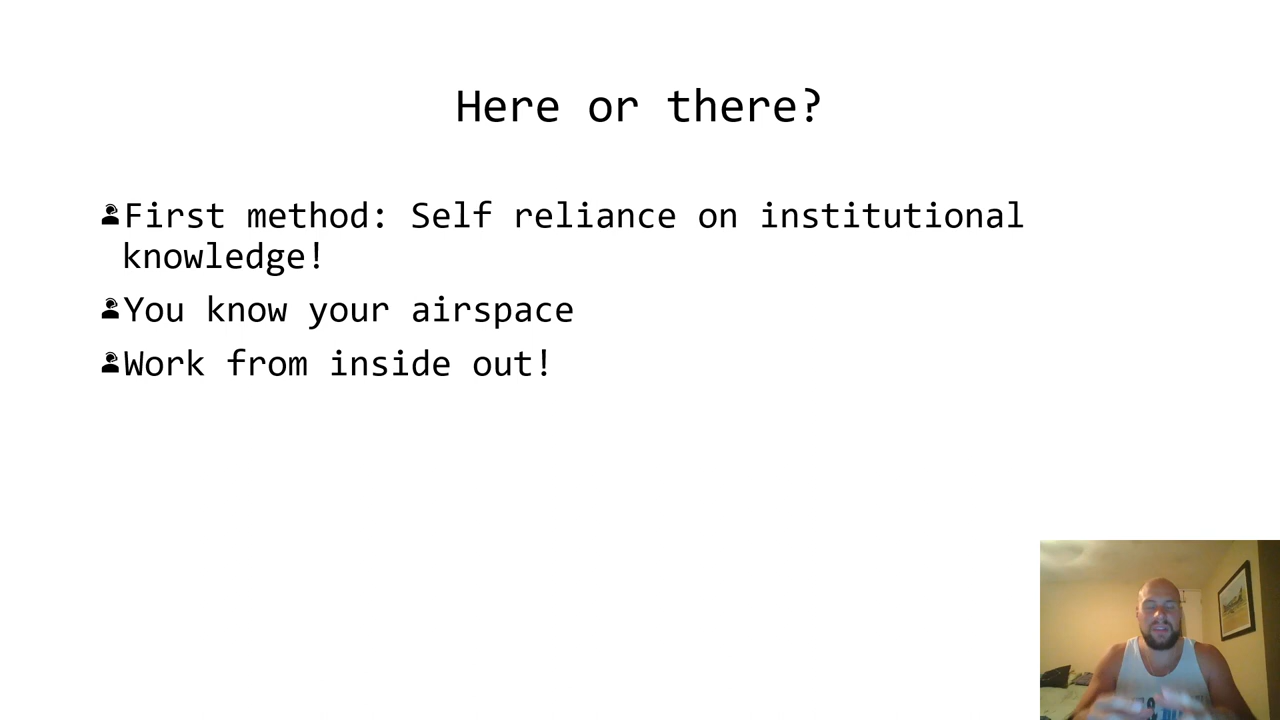 Here or there?
First method: Self reliance on institutional
knowledge!
You know your airspace
Work from inside out!